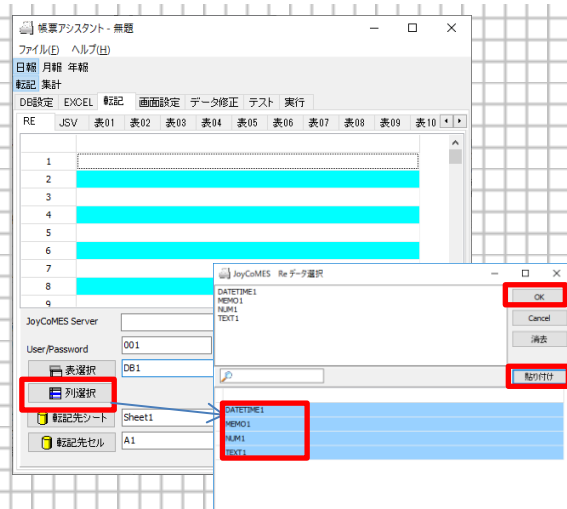 帳票アシスタント - 無題
ファイル(F) ヘルプ(H)
日報 月報 年報
転記 集計
DB設定 EXCEL 転記 画面設定 データ修正 テスト 実行
RE JSV 表01 表02 表03 表04 表05 表06 表07 表08 表09 表10
1
2
3
4
5
6
7
8
9
JoyCoMES Server
User/Password 001
表選択 DB1
列選択
転記先シート Sheet1
転記先セル A1
JoyCoMES Re データ選択
DATETIME1
MEMO1
NUM1
TEXT1
OK
Cancel
消去
貼り付け
DATETIME1
MEMO1
NUM1
TEXT1